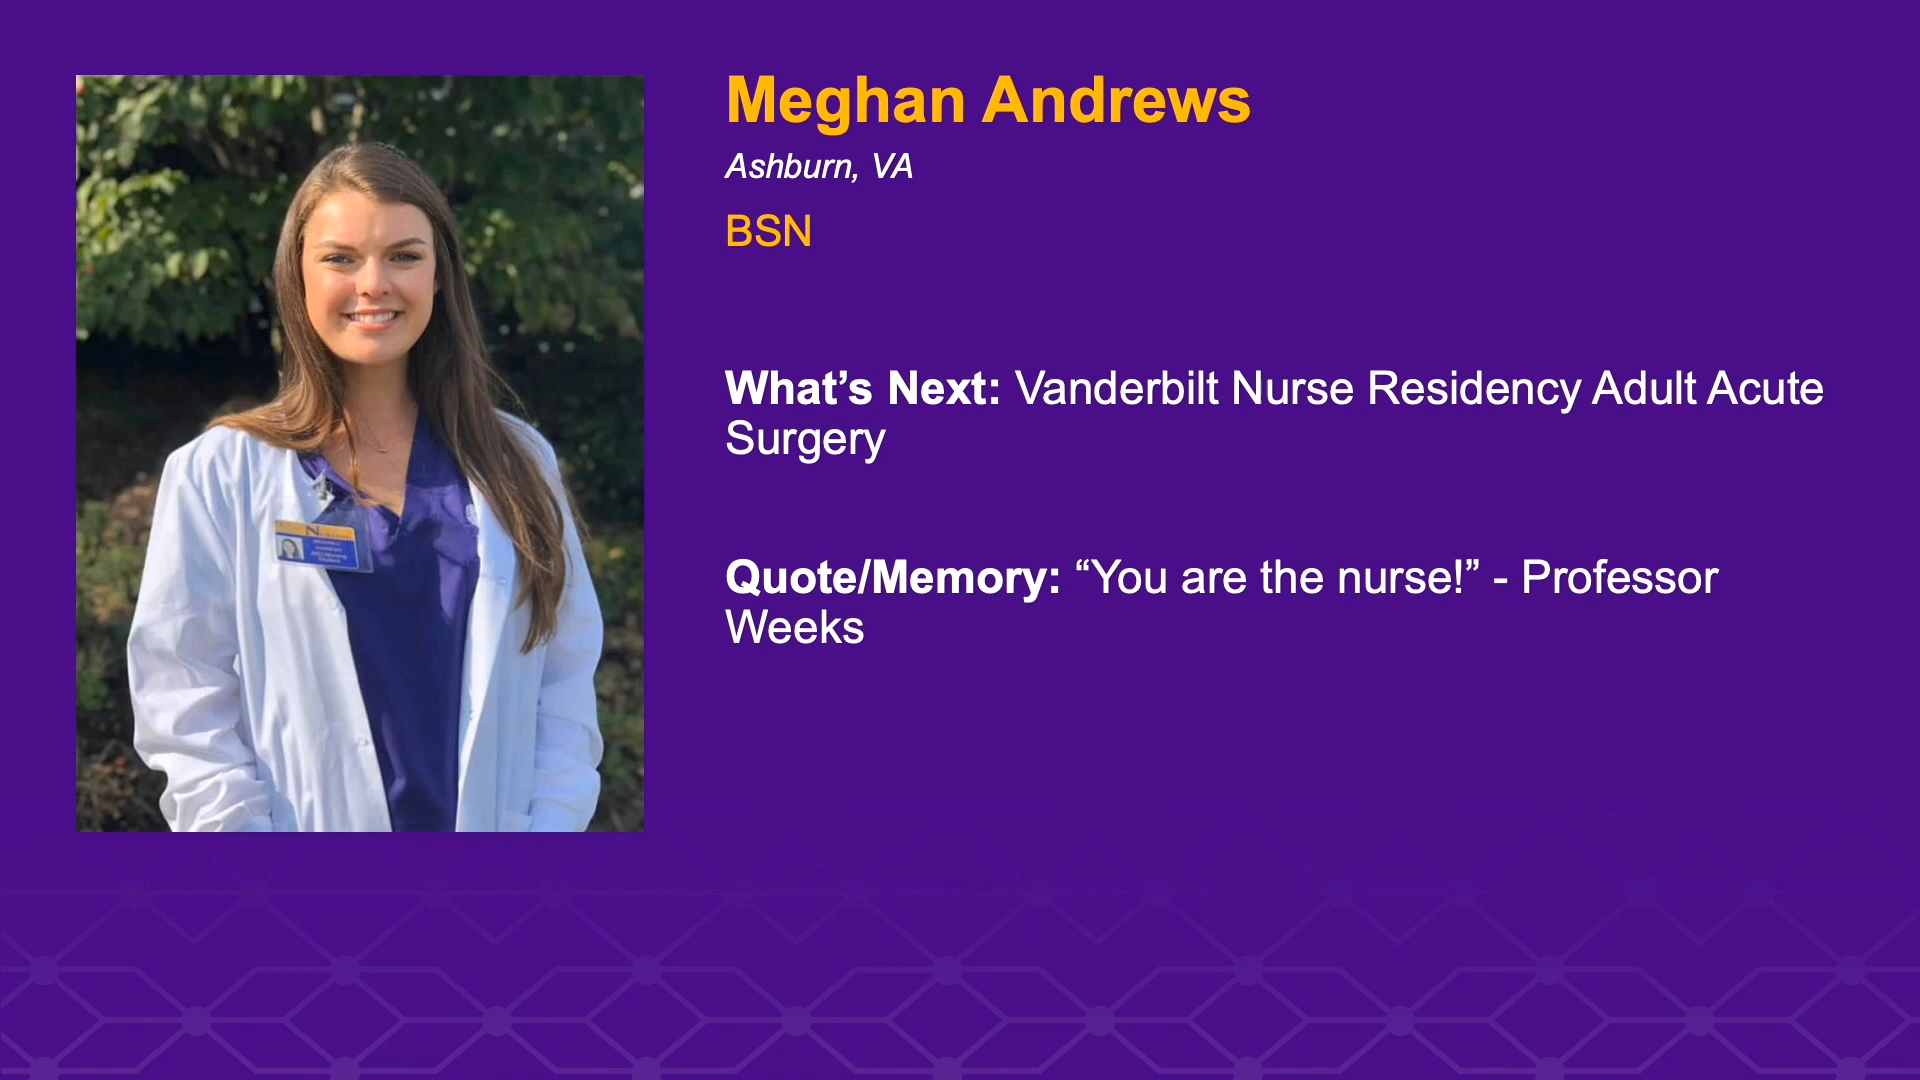 Meghan Andrews
Ashburn, VA
BSN
What’s Next: Vanderbilt Nurse Residency Adult Acute
Surgery
Quote/Memory: “You are the nurse!” - Professor
Weeks